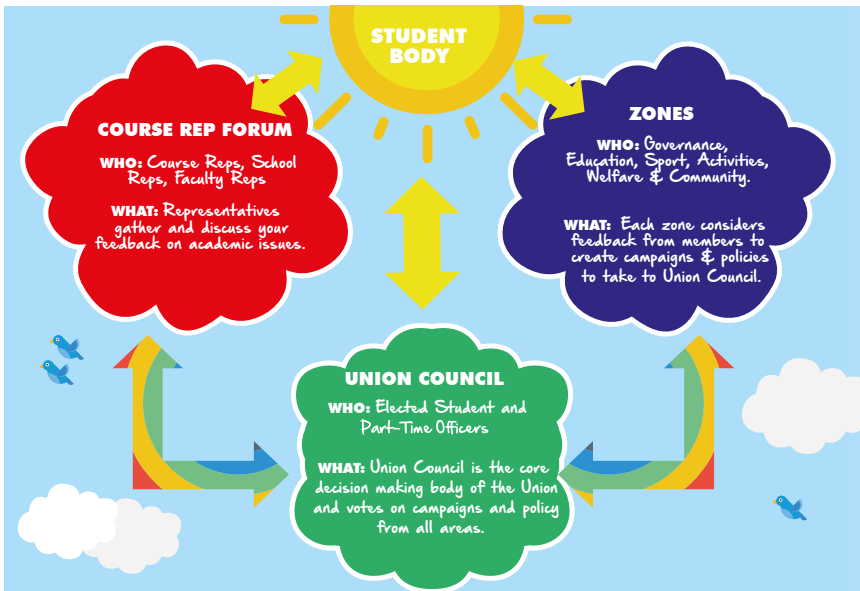 STUDENT
BODY
COURSE REP FORUM
WHO: Course Reps, School
Reps, Faculty Reps
WHAT: Representatives
gather and discuss your
feedback on academic issues.
ZONES
WHO: Governance,
Education, Sport, Activities,
Welfare & Community.
WHAT: Each zone considers
feedback from members to
create campaigns & policies
to take to Union Council.
UNION COUNCIL
WHO: Elected Student and
Part-Time Officers
WHAT: Union Council is the core
decision making body of the Union
and votes on campaigns and policy
from all areas.